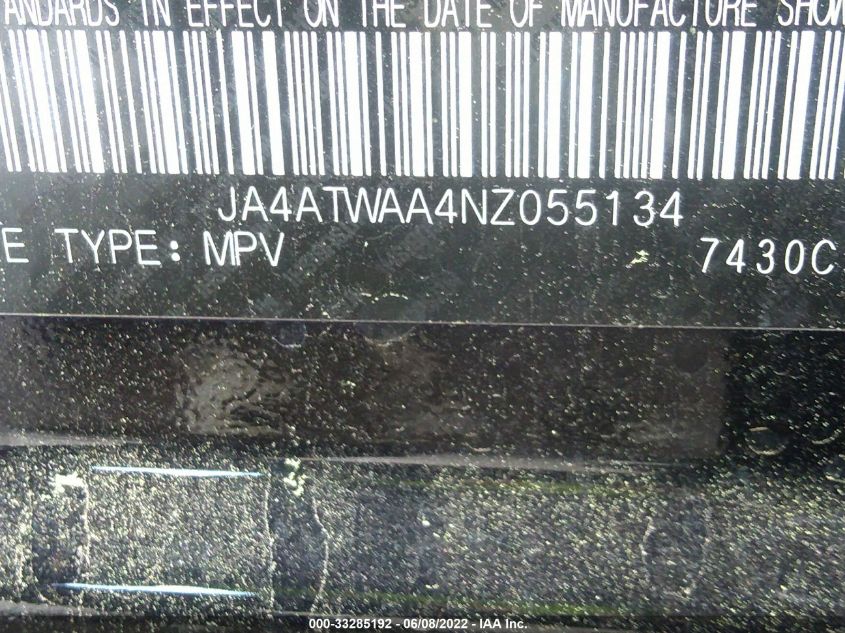 ANDARDS IN EFFECT ON THE DATE OF MANUFACTURE SHOW
JA4ATWAA4NZ055134
E TYPE: MPV 7430C
000-33285192 - 06/08/2022 - IAA Inc.